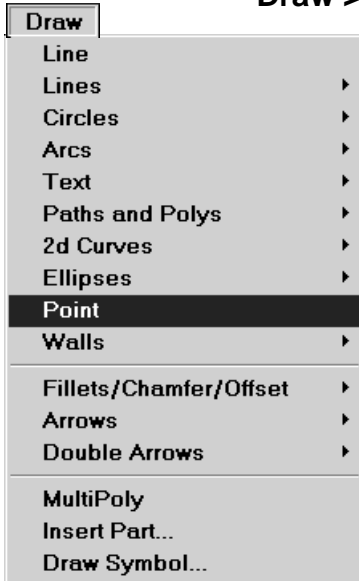 Draw >
Draw
Line
Lines
Circles
Arcs
Text
Paths and Polys
2d Curves
Ellipses
Point
Walls
Fillets/Chamfer/Offset
Arrows
Double Arrows
MultiPoly
Insert Part...
Draw Symbol...